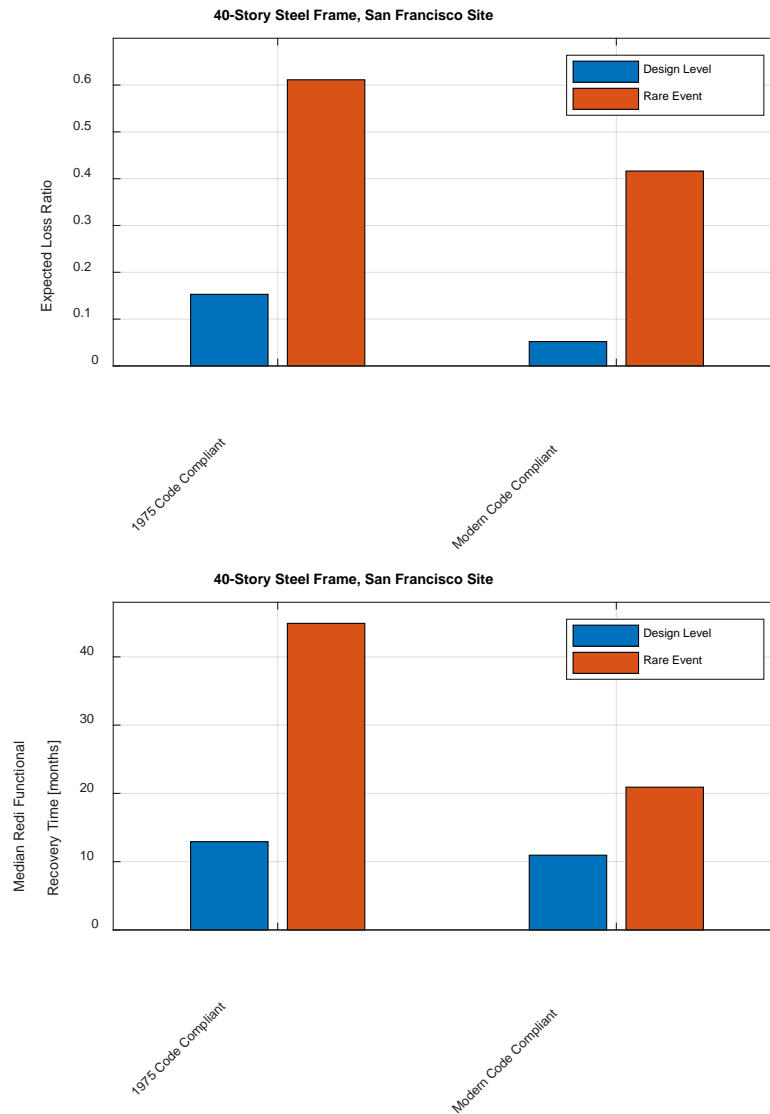 40-Story Steel Frame, San Francisco Site
Design Level
Rare Event
0.6
0.5
0.4
0.3
0.2
0.1
0
Expected Loss Ratio
1975 Code Compliant
Modern Code Compliant
40-Story Steel Frame, San Francisco Site
Design Level
Rare Event
40
30
20
10
0
Median Redi Functional
Recovery Time [months]
1975 Code Compliant
Modern Code Compliant